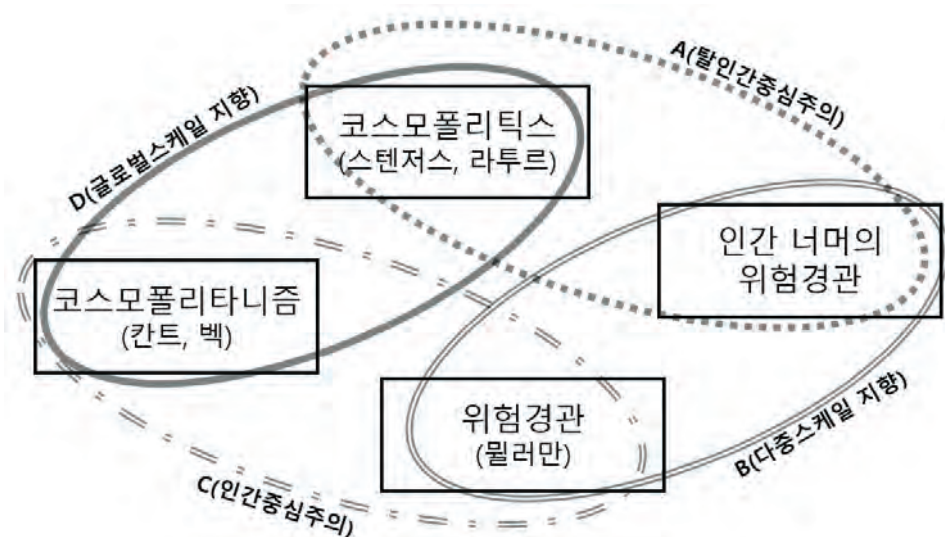 A(탈인간중심주의)
D(글로벌스케일 지향)
코스모폴리틱스
(스텐저스, 라투르)
인간 너머의
위험경관
코스모폴리타니즘
(칸트, 벡)
위험경관
(뮐러만)
B(다중스케일 지향)
C(인간중심주의)